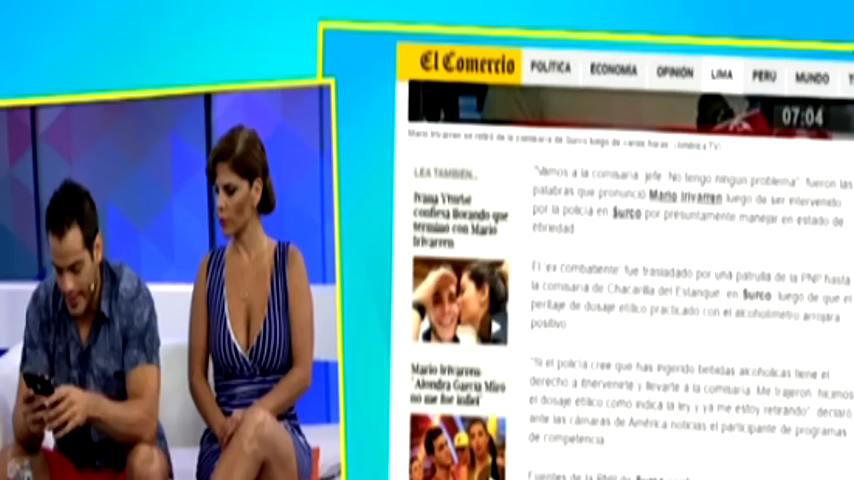 El Comercio
POLÍTICA ECONOMÍA OPINIÓN LIMA PERÚ MUNDO
07:04
Mario Irivarren se retiró de la comisaría de Surco luego de varias horas. (América TV)
LEA TAMBIÉN...
Ivana Yturbe
confiesa llorando que
terminó con Mario
Irivarren
Mario Irivarren:
"Alondra García Miró
no me fue infiel"
"Vamos a la comisaría, jefe. No tengo ningún problema", fueron las
palabras que pronunció Mario Irivarren luego de ser intervenido
por la policía en Surco por presuntamente manejar en estado de
ebriedad.
El 'ex combatiente' fue trasladado por una patrulla de la PNP hasta
la comisaría de Chacarilla del Estanque, en Surco, luego de que el
peritaje de dosaje etílico practicado con el alcoholímetro arrojara
positivo.
"Si el policía cree que has ingerido bebidas alcohólicas tiene el
derecho a intervenirte y llevarte a la comisaría. Me trajeron, hicimos
el dosaje etílico como indica la ley y ya me estoy retirando", declaró
ante las cámaras de América noticias el participante de programas
de competencia.
Fuentes de la PNP de Surco